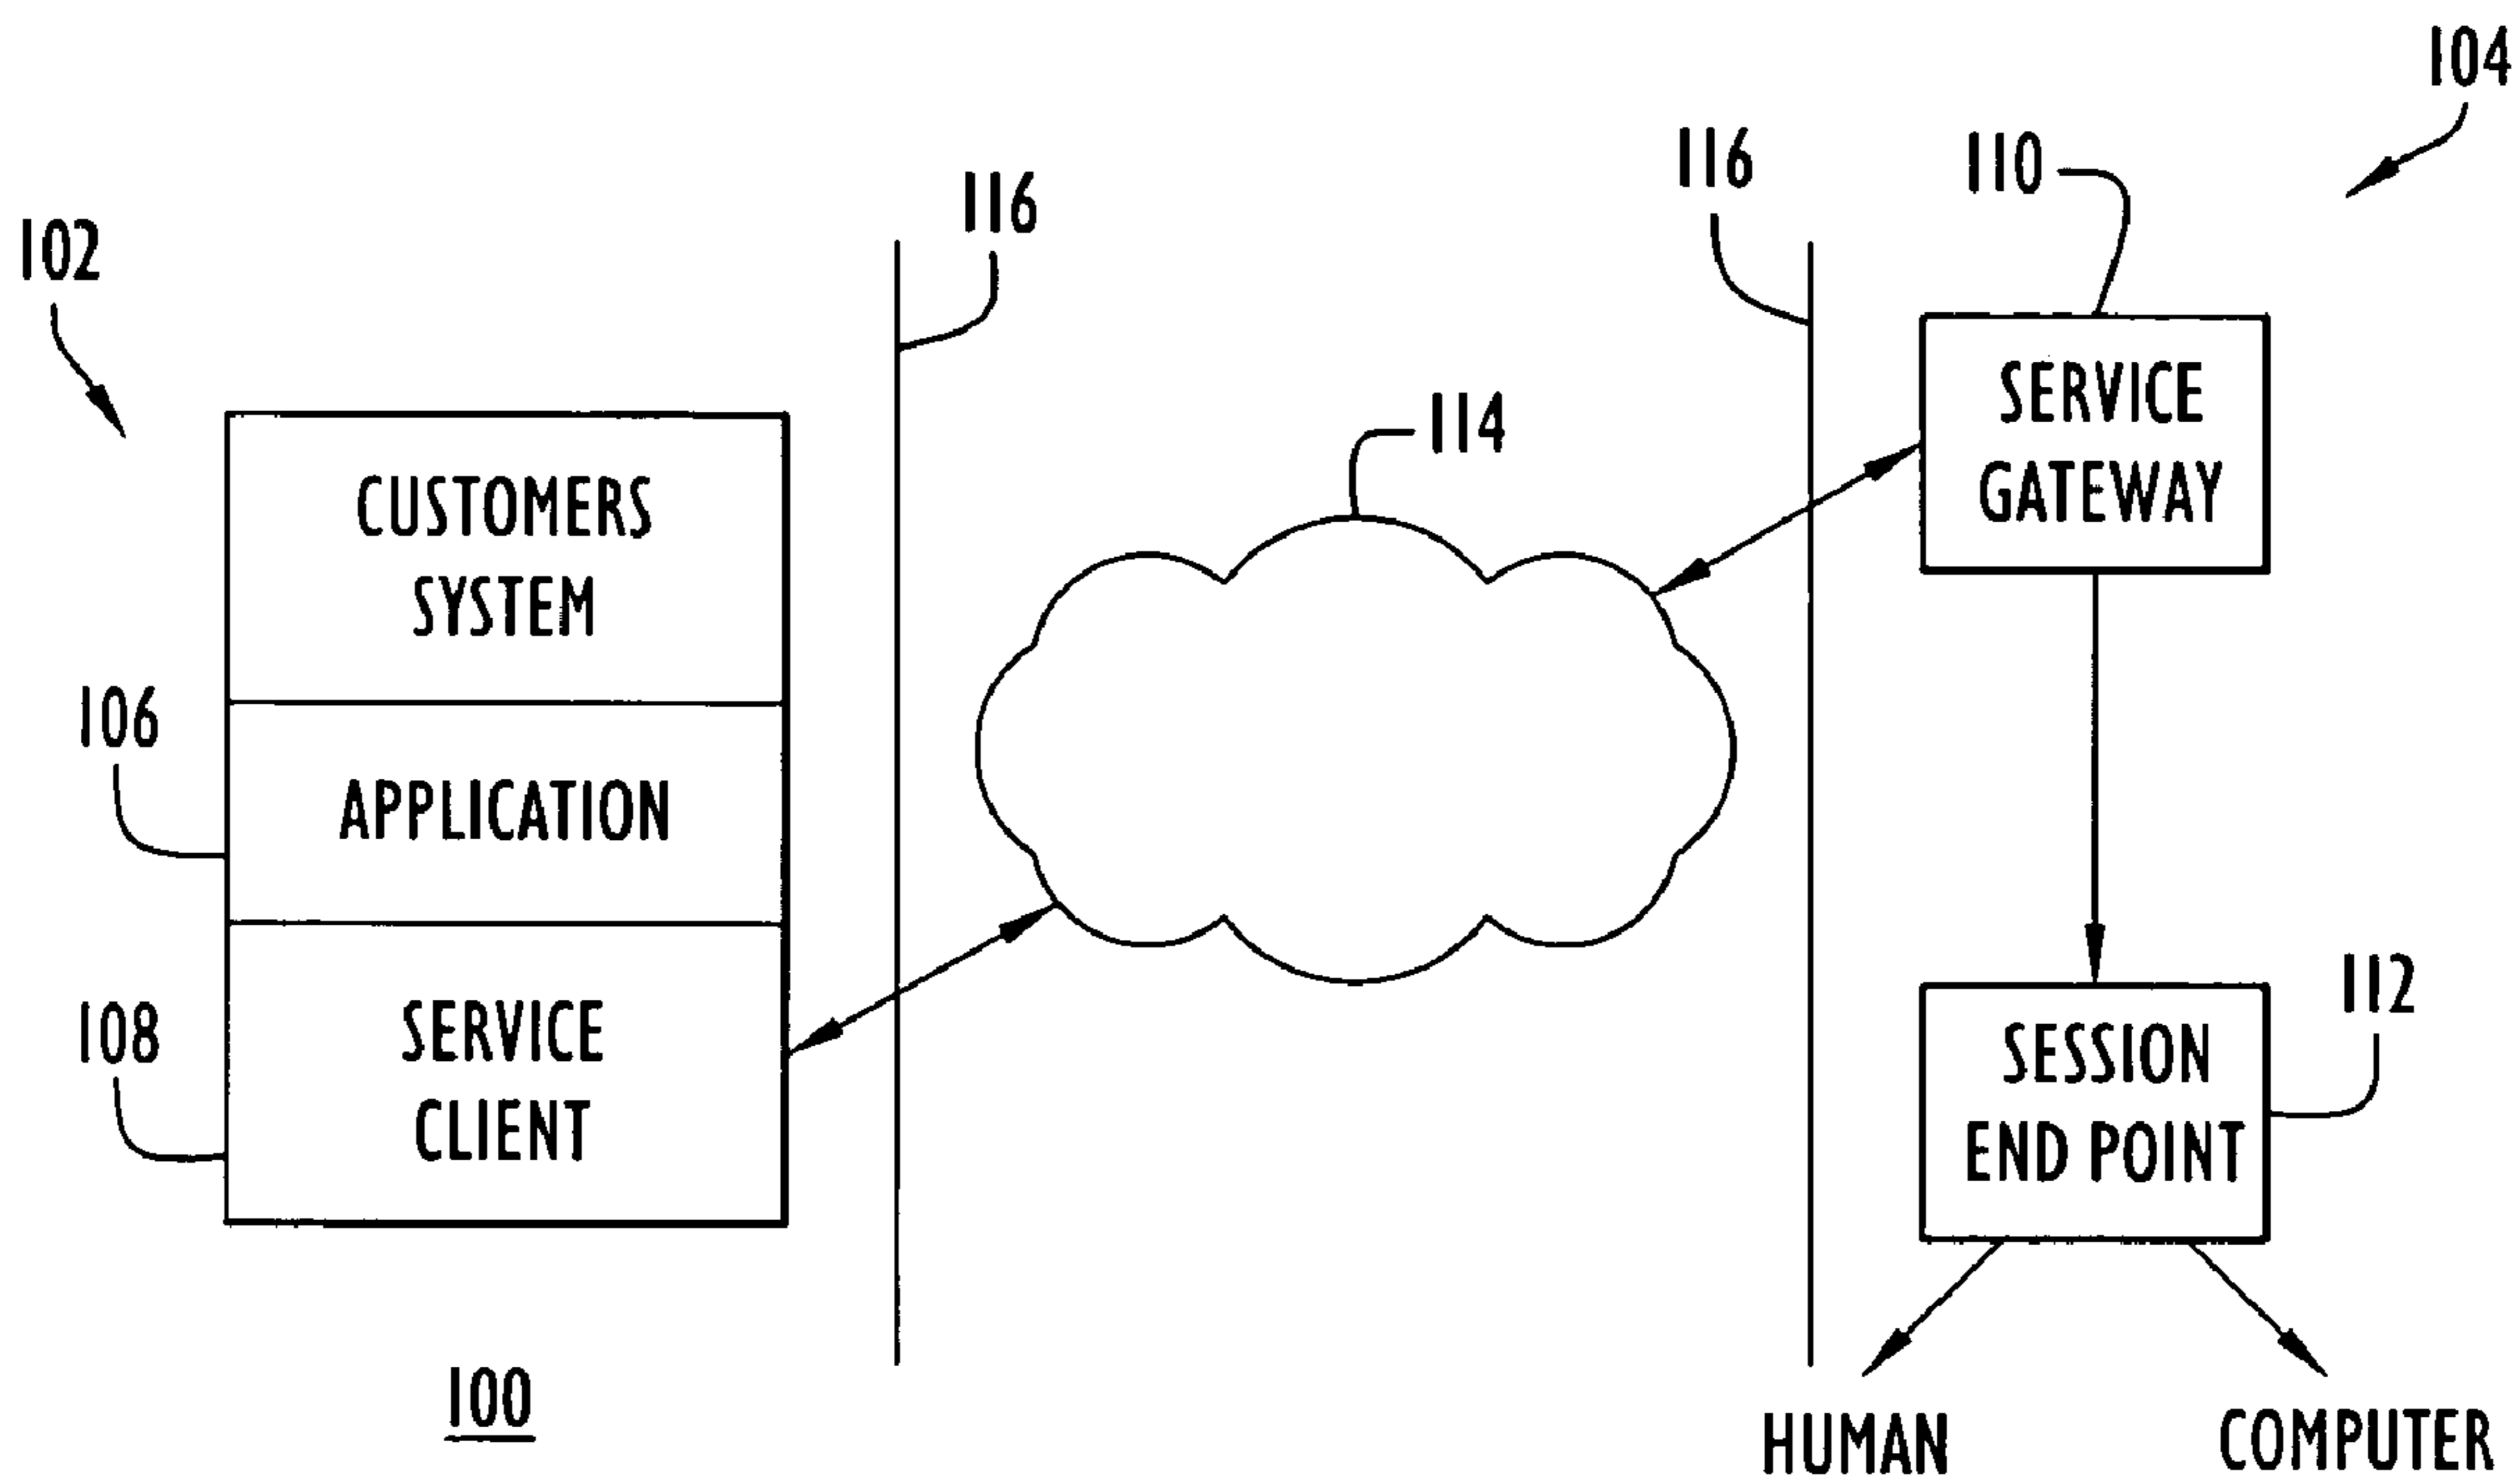 104
116
110
116
102
SERVICE
GATEWAY
114
CUSTOMERS
SYSTEM
106
APPLICATION
112
108
SERVICE
CLIENT
SESSION
END POINT
100
HUMAN
COMPUTER